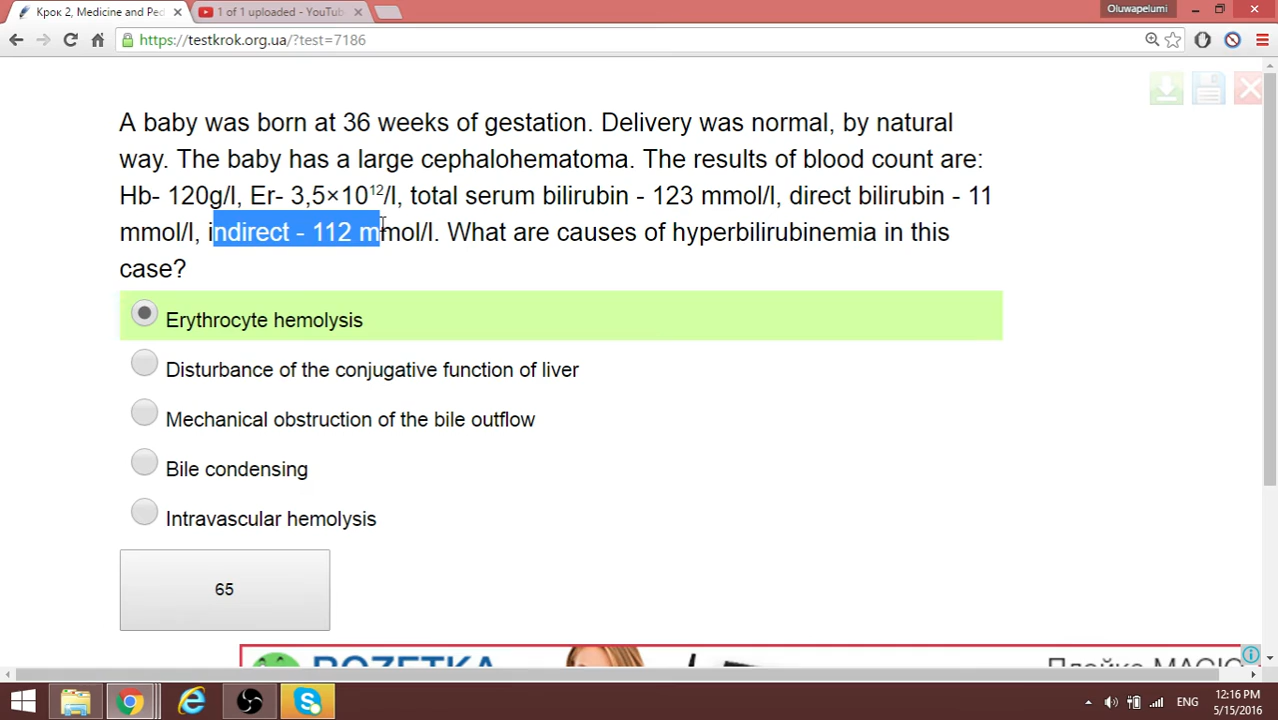 Крок 2, Medicine and Ped
1 of 1 uploaded - YouTub
Oluwapelumi
https://testkrok.org.ua/?test=7186
A baby was born at 36 weeks of gestation. Delivery was normal, by natural
way. The baby has a large cephalohematoma. The results of blood count are:
Hb- 120g/l, Er- 3,5×10¹²/l, total serum bilirubin - 123 mmol/l, direct bilirubin - 11
mmol/l, indirect - 112 mmol/l. What are causes of hyperbilirubinemia in this
case?
Erythrocyte hemolysis
Disturbance of the conjugative function of liver
Mechanical obstruction of the bile outflow
Bile condensing
Intravascular hemolysis
65
ROZETKA
Плойка MAGIC
ENG
12:16 PM
5/15/2016